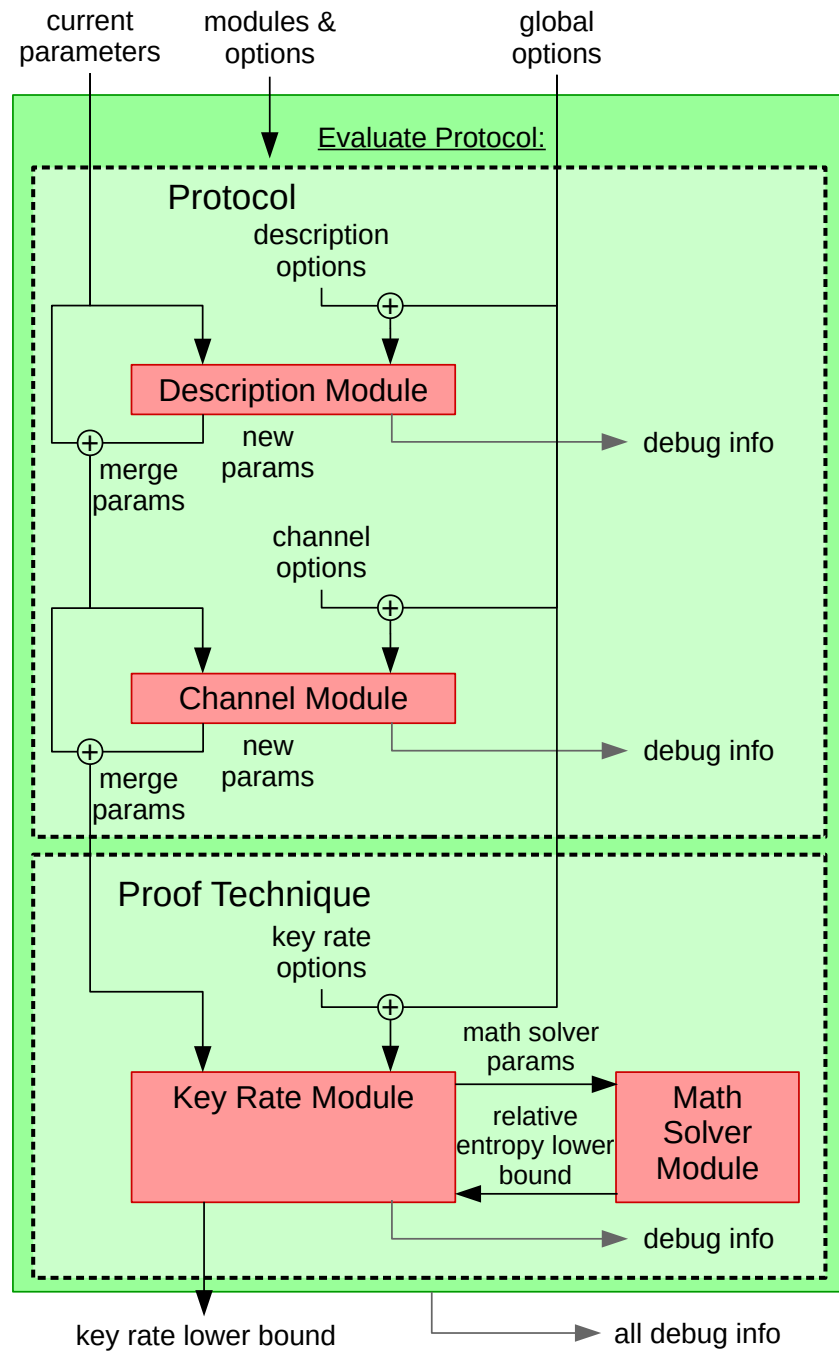 current
parameters
modules &
options
global
options
Evaluate Protocol:
Protocol
description
options
+
Description Module
new
params
+
merge
params
debug info
channel
options
+
Channel Module
new
params
+
merge
params
debug info
Proof Technique
key rate
options
+
math solver
params
Key Rate Module
Math
Solver
Module
relative
entropy lower
bound
debug info
key rate lower bound
all debug info